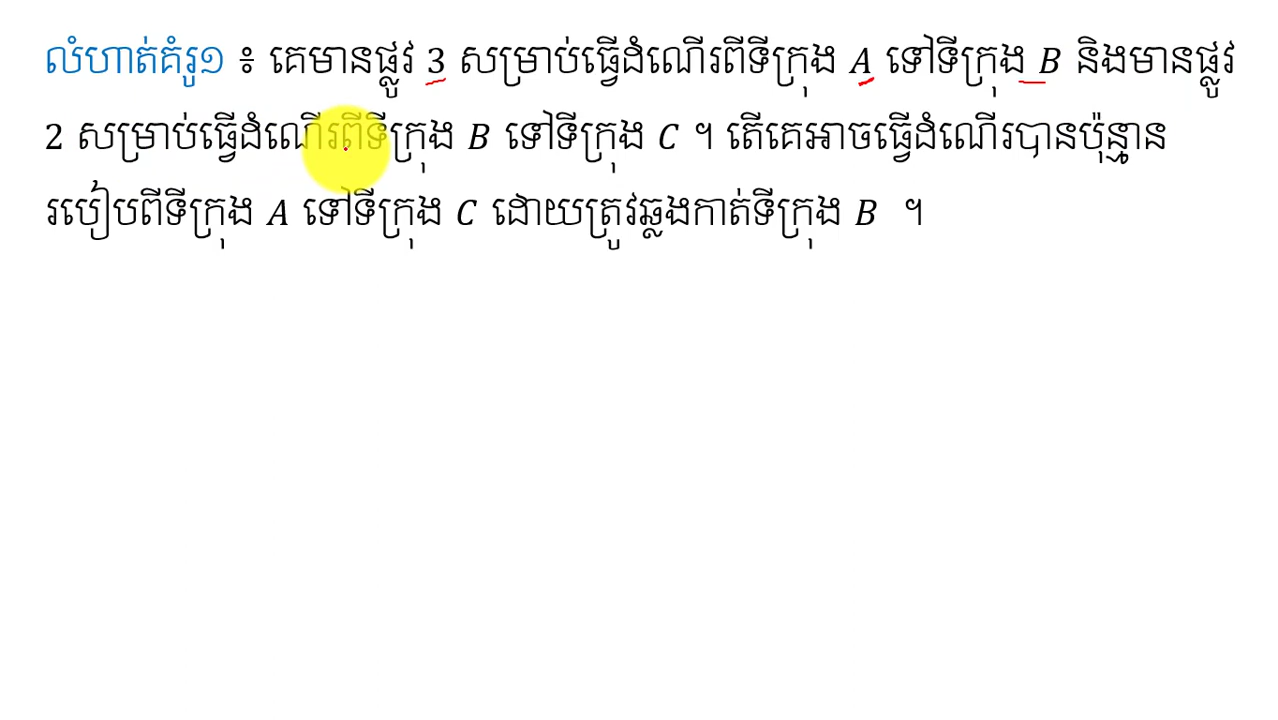 លំហាត់គំរូ១ ៖ គេមានផ្លូវ 3 សម្រាប់ធ្វើដំណើរពីទីក្រុង A ទៅទីក្រុង B និងមានផ្លូវ
2 សម្រាប់ធ្វើដំណើរពីទីក្រុង B ទៅទីក្រុង C ។ តើគេអាចធ្វើដំណើរបានប៉ុន្មាន
របៀបពីទីក្រុង A ទៅទីក្រុង C ដោយត្រូវឆ្លងកាត់ទីក្រុង B ។